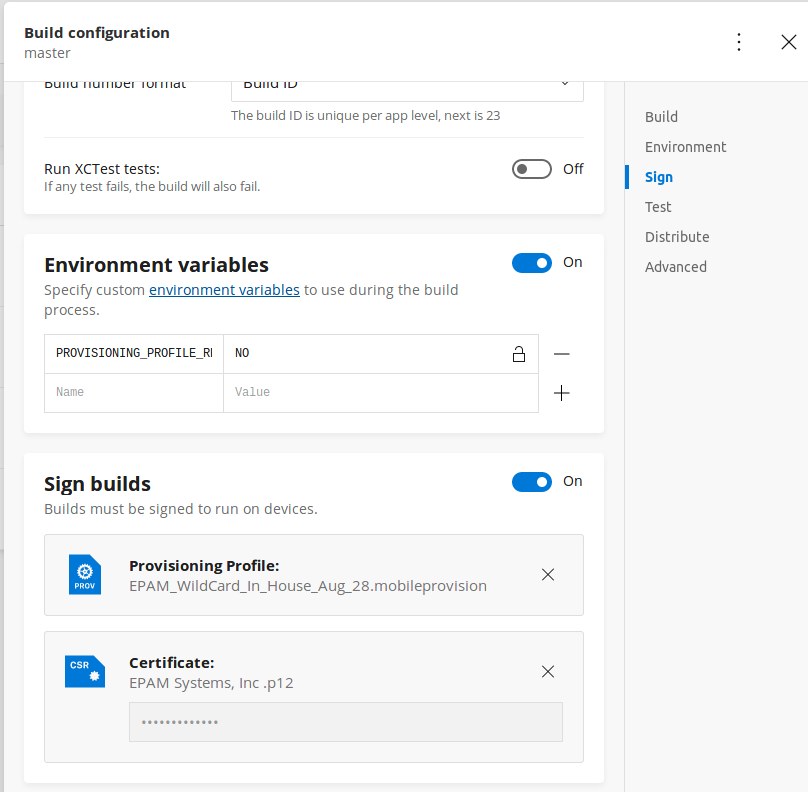 Build configuration
master
Build number format
Build ID
The build ID is unique per app level, next is 23
Run XCTest tests:
Off
If any test fails, the build will also fail.
Environment variables
On
Specify custom environment variables to use during the build
process.
PROVISIONING_PROFILE_RE NO
Name Value
Sign builds
On
Builds must be signed to run on devices.
PROV
Provisioning Profile:
EPAM_WildCard_In_House_Aug_28.mobileprovision
CSR
Certificate:
EPAM Systems, Inc .p12
•••••••••••••
Build
Environment
Sign
Test
Distribute
Advanced